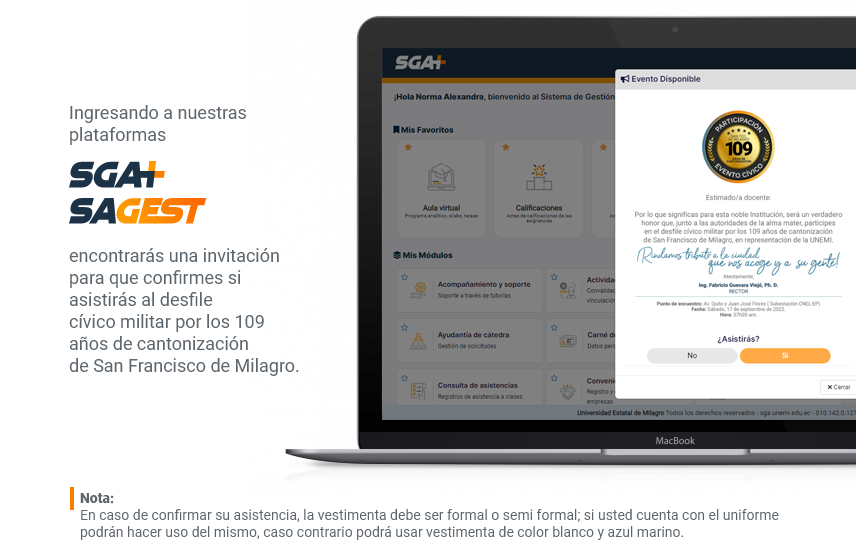 Ingresando a nuestras
plataformas
SGA+
SAGEST
encontrarás una invitación
para que confirmes si
asistirás al desfile
cívico militar por los 109
años de cantonización
de San Francisco de Milagro.
SGA+
¡Hola Norma Alexandra, bienvenido al Sistema de Gestión
Mis Favoritos
Aula virtual
Programa analítico, sílabo, tareas
Calificaciones
Actas de calificaciones de las
asignaturas
Mis Módulos
Acompañamiento y soporte
Soporte a través de tutorías
Actividad
Convalidac
vinculación
Ayudantía de cátedra
Gestión de solicitudes
Carné d
Datos pers
Consulta de asistencias
Registros de asistencia a clases
Conveni
Registro y
empresas
Universidad Estatal de Milagro Todos los derechos reservados - sga.unemi.edu.ec - 010.142.0.127
Evento Disponible
PARTICIPACIÓN
109
EVENTO CÍVICO
Estimado/a docente:
Por lo que significas para esta noble Institución, será un verdadero
honor que, junto a las autoridades de la alma mater, participes
en el desfile cívico militar por los 109 años de cantonización
de San Francisco de Milagro, en representación de la UNEMI.
¡Rindamos tributo a la ciudad
que nos acoge y a su gente!
Atentamente,
Ing. Fabricio Guevara Viejó, Ph. D.
RECTOR
Punto de encuentro: Av. Quito y Juan José Flores ( Subestación CNEL-EP)
Fecha: Sábado, 17 de septiembre de 2022.
Hora: 07h30 am.
¿Asistirás?
No
Si
Cerrar
MacBook
Nota:
En caso de confirmar su asistencia, la vestimenta debe ser formal o semi formal; si usted cuenta con el uniforme
podrán hacer uso del mismo, caso contrario podrá usar vestimenta de color blanco y azul marino.